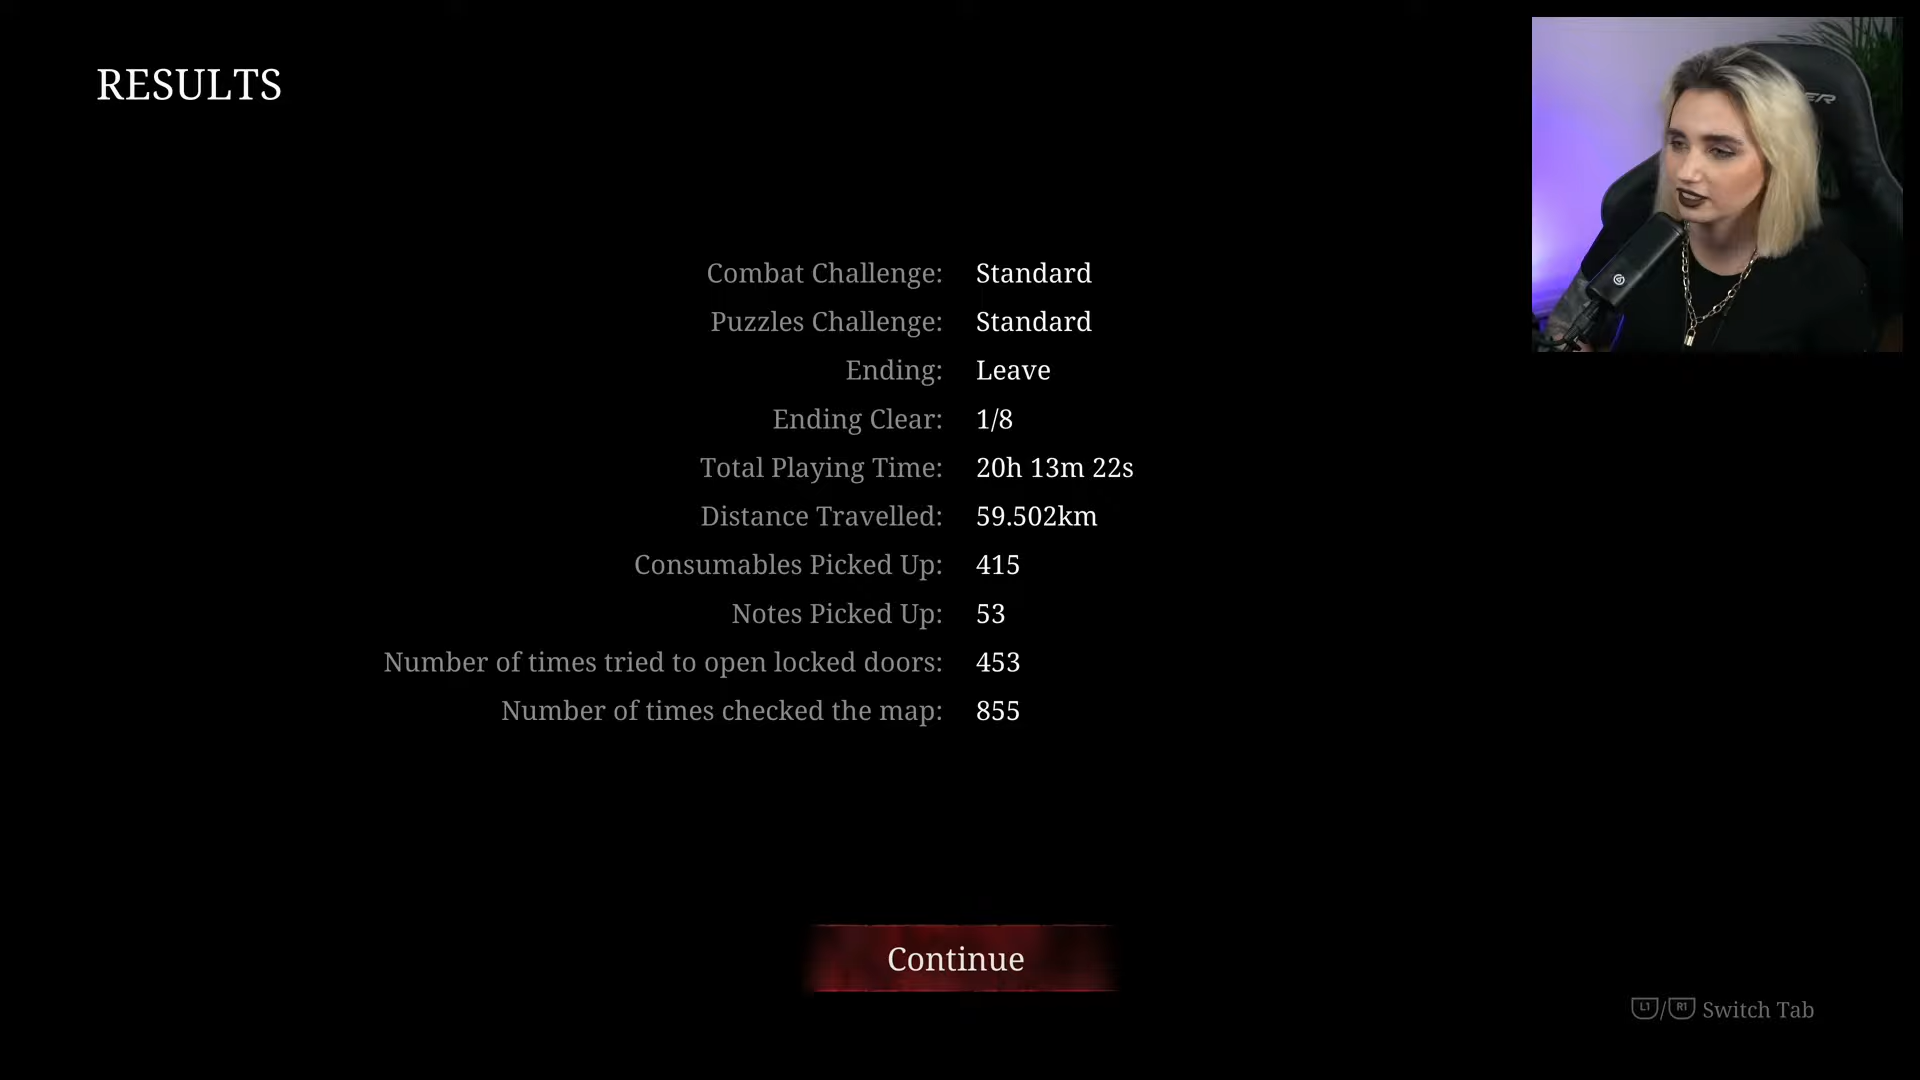 RESULTS
Combat Challenge: Standard
Puzzles Challenge: Standard
Ending: Leave
Ending Clear: 1/8
Total Playing Time: 20h 13m 22s
Distance Travelled: 59.502km
Consumables Picked Up: 415
Notes Picked Up: 53
Number of times tried to open locked doors: 453
Number of times checked the map: 855
Continue
L1/R1 Switch Tab